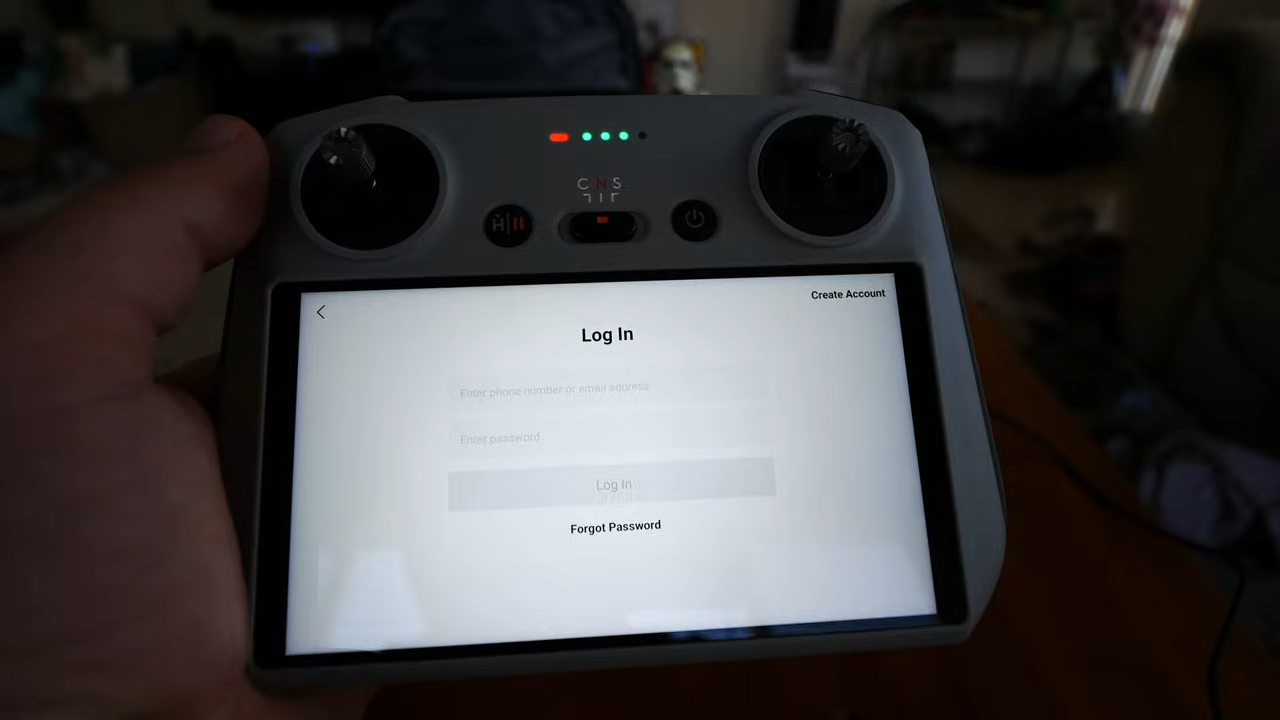 C N S
H
Create Account
Log In
Enter phone number or email address
Enter password
Log In
Forgot Password